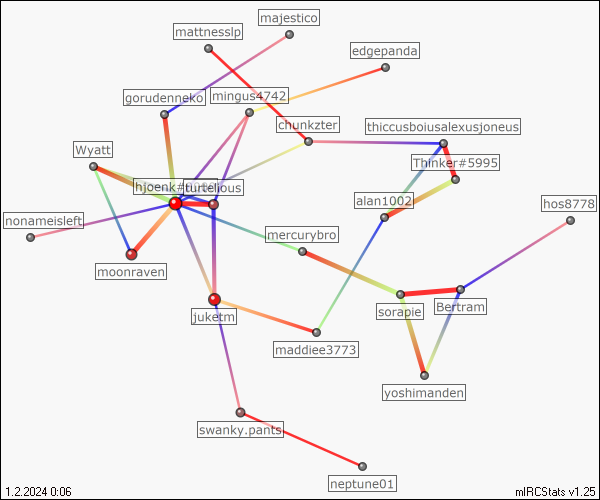 majestico
mattnesslp
edgepanda
mingus4742
gorudenneko
chunkzter
thiccusboiusalexusjoneus
Wyatt
Thinker#5995
turtelious
alan1002
hos8778
nonameisleft
mercurybro
moonraven
sorapie
Bertram
juketm
maddiee3773
yoshimanden
swanky.pants
neptune01
1.2.2024 0:06
mIRCStats v1.25